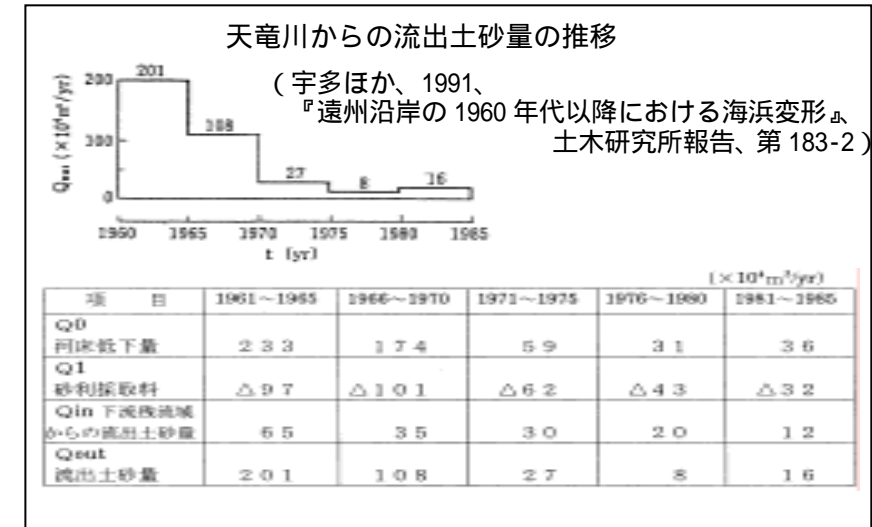 天竜川からの流出土砂量の推移
（宇多ほか、1991、
『遠州沿岸の 1960 年代以降における海浜変形』、
土木研究所報告、第 183-2）
Qout (×10⁴m³/yr)
200
100
0
201
108
27
8
16
1960 1965 1970 1975 1980 1985
t [yr]
(×10⁴m³/yr)
項 目 1961～1965 1966～1970 1971～1975 1976～1980 1981～1985
Q0
河床低下量 233 174 59 31 36
Q1
砂利採取料 △97 △101 △62 △43 △32
Qin 下流残流域
からの流出土砂量 65 35 30 20 12
Qout
流出土砂量 201 108 27 8 16